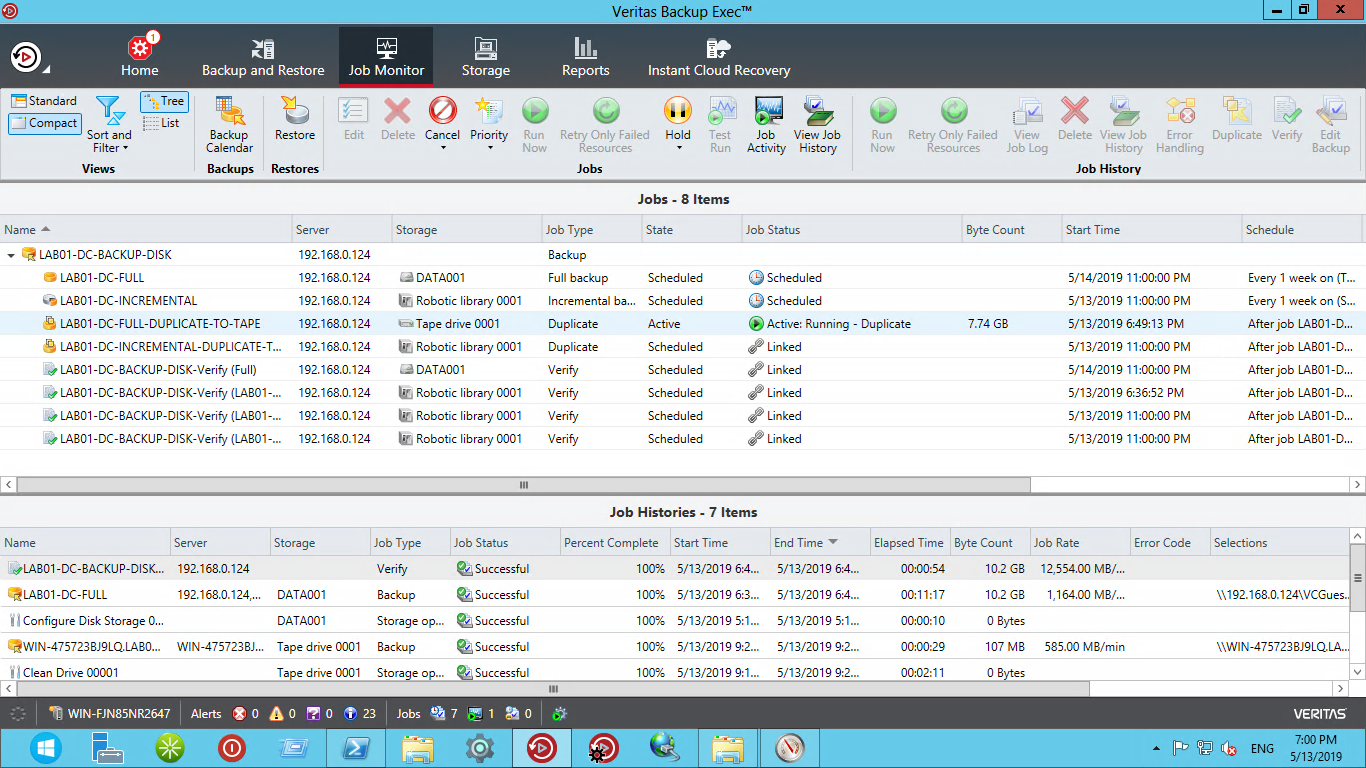 Veritas Backup Exec™
1
Home Backup and Restore Job Monitor Storage Reports Instant Cloud Recovery
Standard
Compact
Sort and Filter
Tree
List
Views
Backup Calendar
Backups
Restore
Restores
Edit Delete Cancel Priority Run Now Retry Only Failed Resources Hold Test Run Job Activity View Job History
Jobs
Run Now Retry Only Failed Resources View Job Log Delete View Job History Error Handling Duplicate Verify Edit Backup
Job History
Jobs - 8 Items
Name Server Storage Job Type State Job Status Byte Count Start Time Schedule
LAB01-DC-BACKUP-DISK 192.168.0.124 Backup
LAB01-DC-FULL 192.168.0.124 DATA001 Full backup Scheduled Scheduled 5/14/2019 11:00:00 PM Every 1 week on (T...
LAB01-DC-INCREMENTAL 192.168.0.124 Robotic library 0001 Incremental ba... Scheduled Scheduled 5/13/2019 11:00:00 PM Every 1 week on (S...
LAB01-DC-FULL-DUPLICATE-TO-TAPE 192.168.0.124 Tape drive 0001 Duplicate Active Active: Running - Duplicate 7.74 GB 5/13/2019 6:49:13 PM After job LAB01-D...
LAB01-DC-INCREMENTAL-DUPLICATE-T... 192.168.0.124 Robotic library 0001 Duplicate Scheduled Linked 5/13/2019 11:00:00 PM After job LAB01-D...
LAB01-DC-BACKUP-DISK-Verify (Full) 192.168.0.124 DATA001 Verify Scheduled Linked 5/14/2019 11:00:00 PM After job LAB01-D...
LAB01-DC-BACKUP-DISK-Verify (LAB01-... 192.168.0.124 Robotic library 0001 Verify Scheduled Linked 5/13/2019 6:36:52 PM After job LAB01-D...
LAB01-DC-BACKUP-DISK-Verify (LAB01-... 192.168.0.124 Robotic library 0001 Verify Scheduled Linked 5/13/2019 11:00:00 PM After job LAB01-D...
LAB01-DC-BACKUP-DISK-Verify (LAB01-... 192.168.0.124 Robotic library 0001 Verify Scheduled Linked 5/13/2019 11:00:00 PM After job LAB01-D...
Job Histories - 7 Items
Name Server Storage Job Type Job Status Percent Complete Start Time End Time Elapsed Time Byte Count Job Rate Error Code Selections
LAB01-DC-BACKUP-DISK... 192.168.0.124 Verify Successful 100% 5/13/2019 6:4... 5/13/2019 6:4... 00:00:54 10.2 GB 12,554.00 MB/...
LAB01-DC-FULL 192.168.0.124,... DATA001 Backup Successful 100% 5/13/2019 6:3... 5/13/2019 6:4... 00:11:17 10.2 GB 1,164.00 MB/... \\192.168.0.124\VCGues...
Configure Disk Storage 0... DATA001 Storage op... Successful 100% 5/13/2019 5:1... 5/13/2019 5:1... 00:00:10 0 Bytes
WIN-475723BJ9LQ.LAB0... WIN-475723BJ... Tape drive 0001 Backup Successful 100% 5/13/2019 9:2... 5/13/2019 9:2... 00:00:29 107 MB 585.00 MB/min \\WIN-475723BJ9LQ.LA...
Clean Drive 00001 Tape drive 0001 Storage op... Successful 100% 5/13/2019 9:1... 5/13/2019 9:2... 00:02:11 0 Bytes
WIN-FJN85NR2647 Alerts 0 0 0 23 Jobs 7 1 0 VERITAS
ENG
7:00 PM
5/13/2019